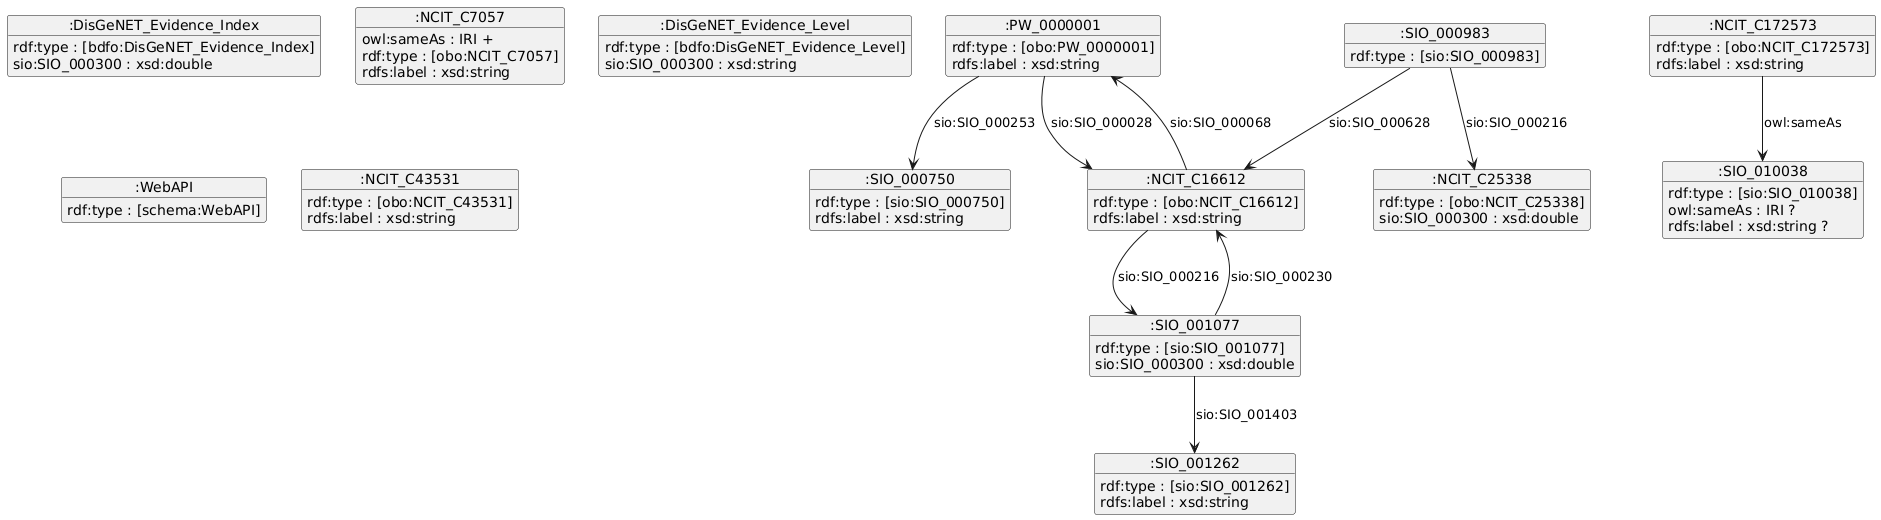 :DisGeNET_Evidence_Index
rdf:type : [bdfo:DisGeNET_Evidence_Index]
sio:SIO_000300 : xsd:double
:NCIT_C7057
owl:sameAs : IRI +
rdf:type : [obo:NCIT_C7057]
rdfs:label : xsd:string
:DisGeNET_Evidence_Level
rdf:type : [bdfo:DisGeNET_Evidence_Level]
sio:SIO_000300 : xsd:string
:PW_0000001
rdf:type : [obo:PW_0000001]
rdfs:label : xsd:string
:SIO_000983
rdf:type : [sio:SIO_000983]
:NCIT_C172573
rdf:type : [obo:NCIT_C172573]
rdfs:label : xsd:string
sio:SIO_000253
sio:SIO_000028
sio:SIO_000068
sio:SIO_000628
sio:SIO_000216
owl:sameAs
:WebAPI
rdf:type : [schema:WebAPI]
:NCIT_C43531
rdf:type : [obo:NCIT_C43531]
rdfs:label : xsd:string
:SIO_000750
rdf:type : [sio:SIO_000750]
rdfs:label : xsd:string
:NCIT_C16612
rdf:type : [obo:NCIT_C16612]
rdfs:label : xsd:string
:NCIT_C25338
rdf:type : [obo:NCIT_C25338]
sio:SIO_000300 : xsd:double
:SIO_010038
rdf:type : [sio:SIO_010038]
owl:sameAs : IRI ?
rdfs:label : xsd:string ?
sio:SIO_000216
sio:SIO_000230
:SIO_001077
rdf:type : [sio:SIO_001077]
sio:SIO_000300 : xsd:double
sio:SIO_001403
:SIO_001262
rdf:type : [sio:SIO_001262]
rdfs:label : xsd:string